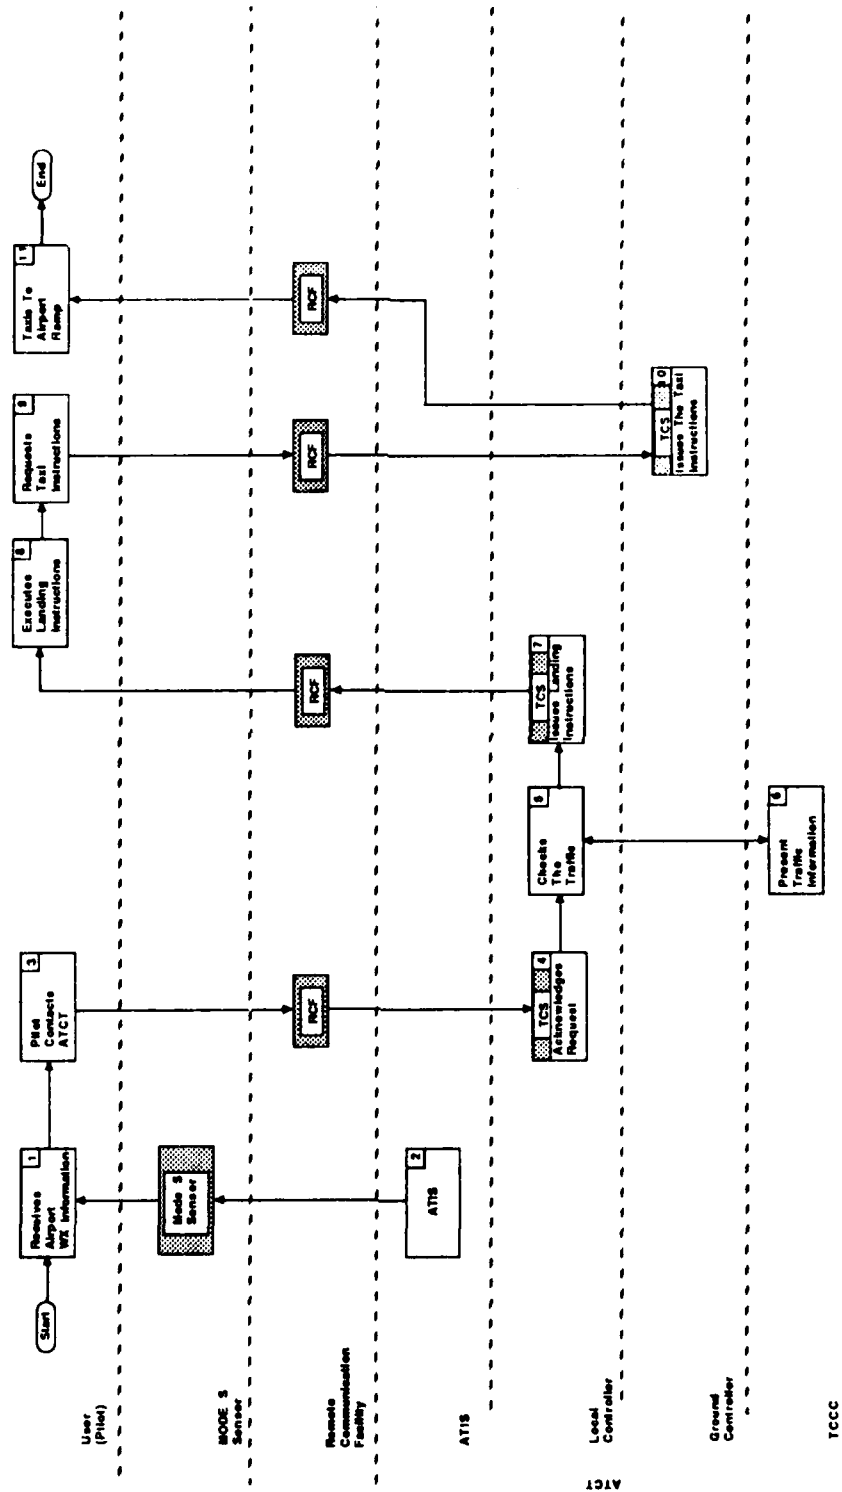 User
(Pilot)
Start
Receives
Airport
WX Information
1
Pilot
Contacts
ATCT
3
Executes
Landing
Instructions
8
Requests
Taxi
Instructions
9
Taxis To
Airport
Ramp
11
End
MODE S
Sensor
Mode S
Sensor
Remote
Communication
Facility
RCF
RCF
RCF
RCF
ATIS
ATIS
2
ATCT
Local
Controller
TCS
4
Acknowledges
Request
Checks
The
Traffic
5
TCS
7
Issues Landing
Instructions
Ground
Controller
TCS
10
Issues The Taxi
Instructions
TCCC
Present
Traffic
Information
6